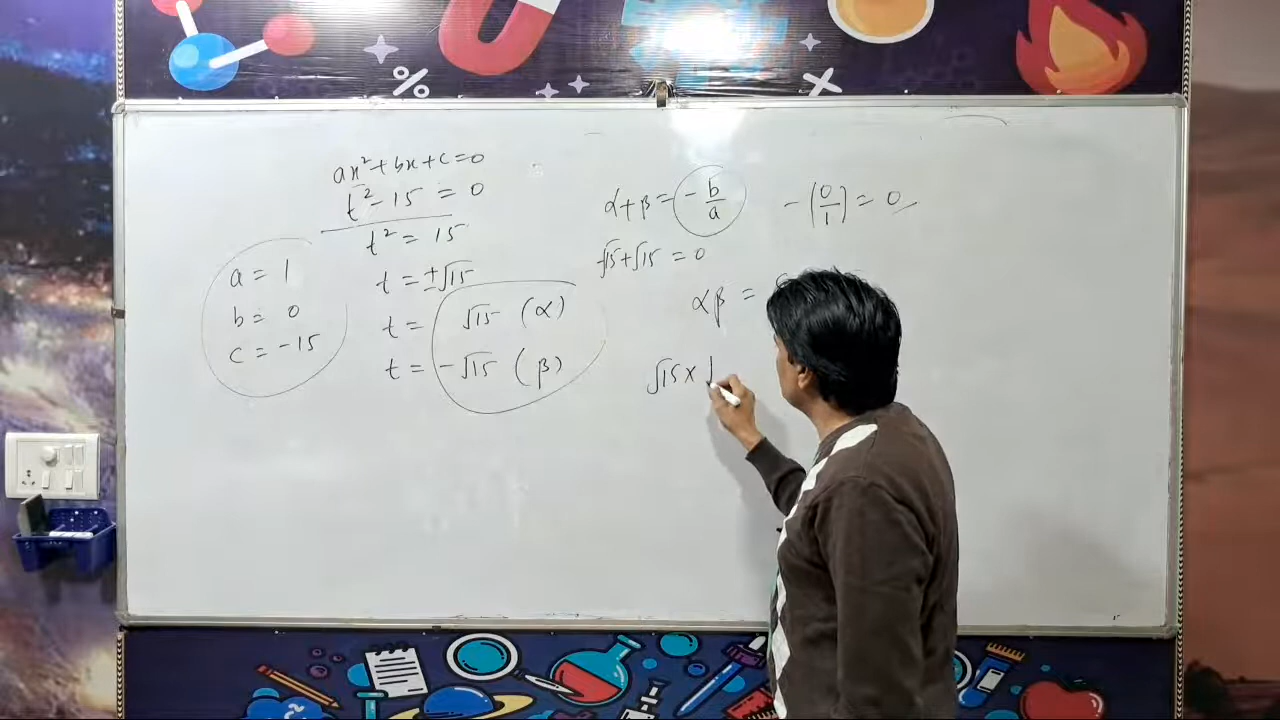 ax²+bx+c=0
t²-15=0
t²=15
t=±√15
t= √15 (α)
t= -√15 (β)
a=1
b=0
c=-15
α+β=-b/a -(0/1)=0
-√15+√15=0
αβ =
√15×
%